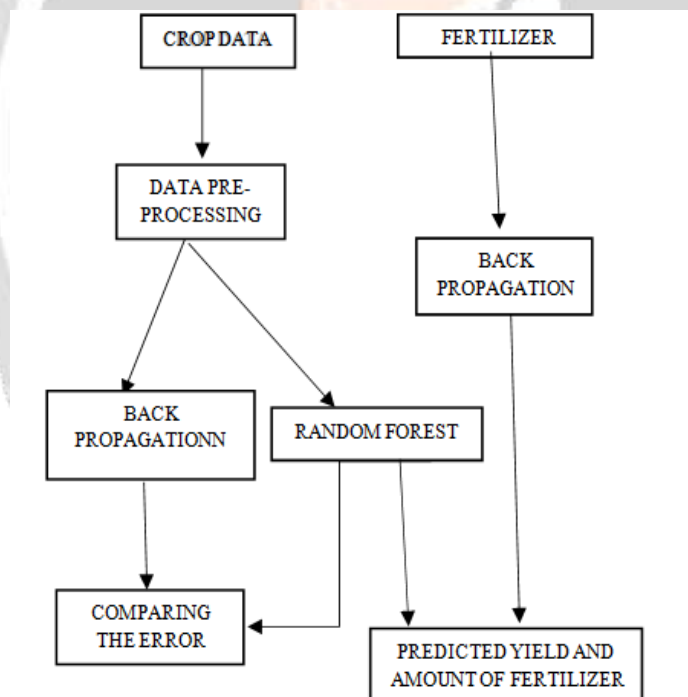 CROP DATA
FERTILIZER
DATA PRE-
PROCESSING
BACK
PROPAGATION
BACK
PROPAGATIONN
RANDOM FOREST
COMPARING
THE ERROR
PREDICTED YIELD AND
AMOUNT OF FERTILIZER